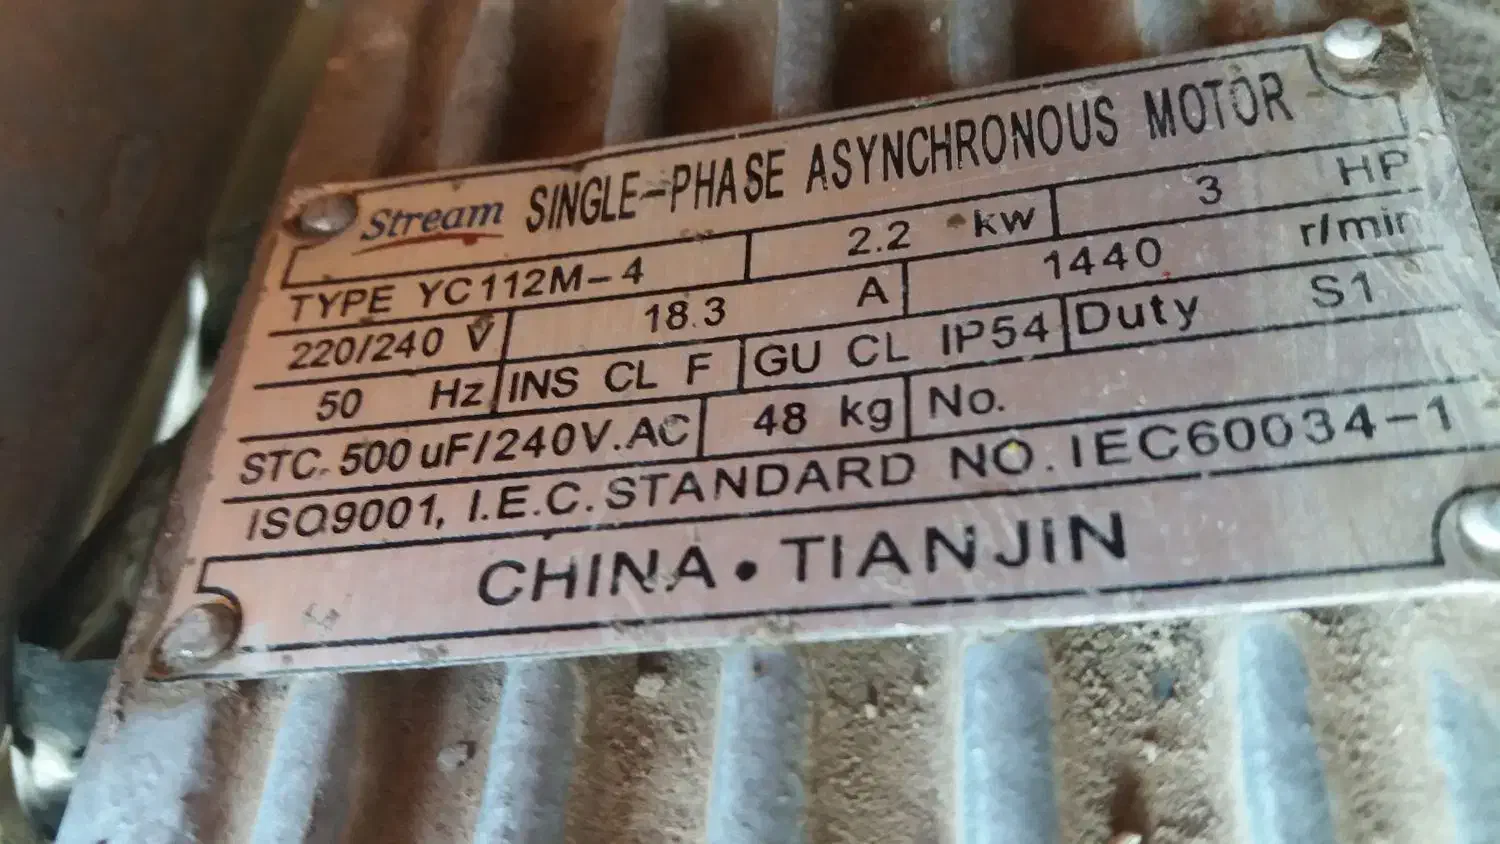 Stream SINGLE-PHASE ASYNCHRONOUS MOTOR
TYPE YC112M-4 2.2 kw 3 HP
220/240 V 18.3 A 1440 r/min
50 Hz INS CL F GU CL IP54 Duty S1
STC. 500uF/240V.AC 48 kg No.
ISO9001, I.E.C. STANDARD NO. IEC60034-1
CHINA • TIANJIN